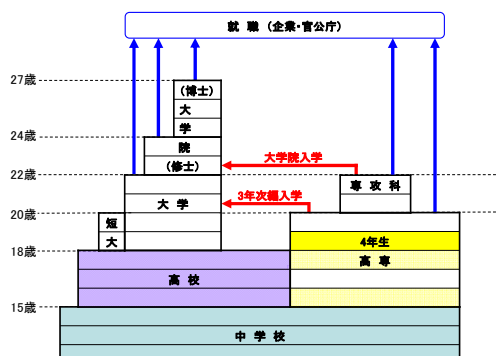 就 職 (企業・官公庁)
27歳
(博士)
大
学
24歳
院
(修士)
大学院入学
22歳
専 攻 科
3年次編入学
大 学
20歳
短
大
4年生
18歳
高 専
高 校
15歳
中 学 校